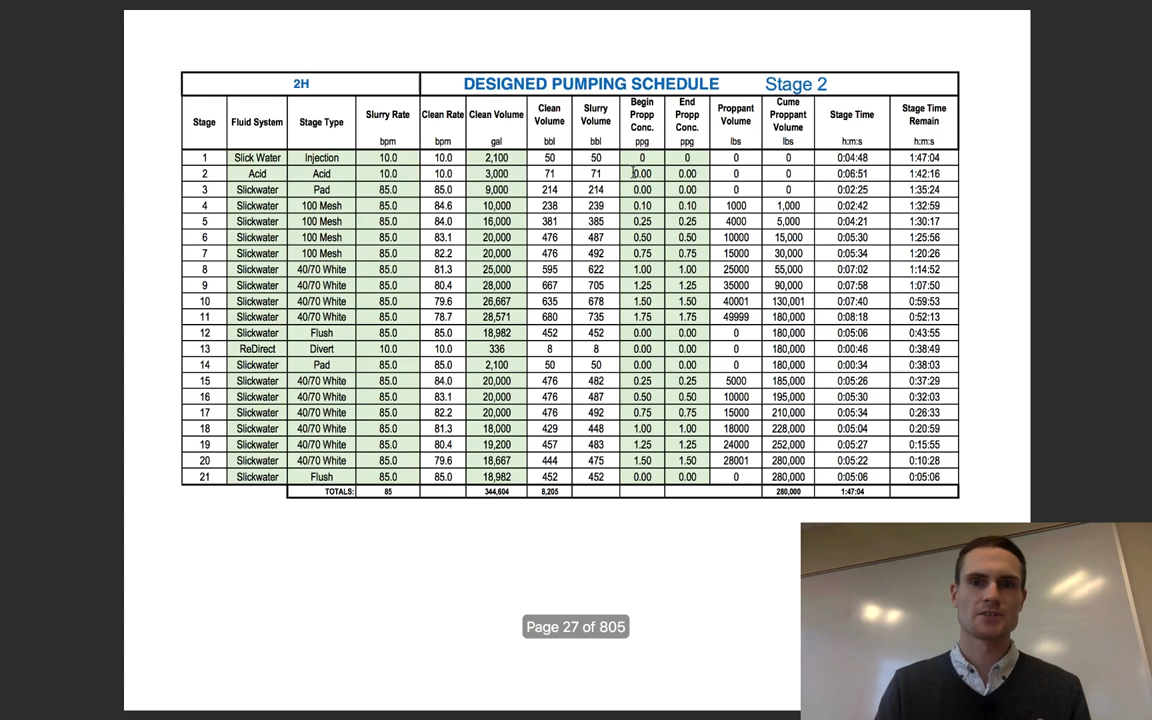 2H DESIGNED PUMPING SCHEDULE Stage 2
Stage Fluid System Stage Type Slurry Rate bpm Clean Rate bpm Clean Volume gal Clean Volume bbl Slurry Volume bbl Begin Propp Conc. ppg End Propp Conc. ppg Proppant Volume lbs Cume Proppant Volume lbs Stage Time h:m:s Stage Time Remain h:m:s
1 Slick Water Injection 10.0 10.0 2,100 50 50 0 0 0 0 0:04:48 1:47:04
2 Acid Acid 10.0 10.0 3,000 71 71 0.00 0.00 0 0 0:06:51 1:42:16
3 Slickwater Pad 85.0 85.0 9,000 214 214 0.00 0.00 0 0 0:02:25 1:35:24
4 Slickwater 100 Mesh 85.0 84.6 10,000 238 239 0.10 0.10 1000 1,000 0:02:42 1:32:59
5 Slickwater 100 Mesh 85.0 84.0 16,000 381 385 0.25 0.25 4000 5,000 0:04:21 1:30:17
6 Slickwater 100 Mesh 85.0 83.1 20,000 476 487 0.50 0.50 10000 15,000 0:05:30 1:25:56
7 Slickwater 100 Mesh 85.0 82.2 20,000 476 492 0.75 0.75 15000 30,000 0:05:34 1:20:26
8 Slickwater 40/70 White 85.0 81.3 25,000 595 622 1.00 1.00 25000 55,000 0:07:02 1:14:52
9 Slickwater 40/70 White 85.0 80.4 28,000 667 705 1.25 1.25 35000 90,000 0:07:58 1:07:50
10 Slickwater 40/70 White 85.0 79.6 26,667 635 678 1.50 1.50 40001 130,001 0:07:40 0:59:53
11 Slickwater 40/70 White 85.0 78.7 28,571 680 735 1.75 1.75 49999 180,000 0:08:18 0:52:13
12 Slickwater Flush 85.0 85.0 18,982 452 452 0.00 0.00 0 180,000 0:05:06 0:43:55
13 ReDirect Divert 10.0 10.0 336 8 8 0.00 0.00 0 180,000 0:00:46 0:38:49
14 Slickwater Pad 85.0 85.0 2,100 50 50 0.00 0.00 0 180,000 0:00:34 0:38:03
15 Slickwater 40/70 White 85.0 84.0 20,000 476 482 0.25 0.25 5000 185,000 0:05:26 0:37:29
16 Slickwater 40/70 White 85.0 83.1 20,000 476 487 0.50 0.50 10000 195,000 0:05:30 0:32:03
17 Slickwater 40/70 White 85.0 82.2 20,000 476 492 0.75 0.75 15000 210,000 0:05:34 0:26:33
18 Slickwater 40/70 White 85.0 81.3 18,000 429 448 1.00 1.00 18000 228,000 0:05:04 0:20:59
19 Slickwater 40/70 White 85.0 80.4 19,200 457 483 1.25 1.25 24000 252,000 0:05:27 0:15:55
20 Slickwater 40/70 White 85.0 79.6 18,667 444 475 1.50 1.50 28001 280,000 0:05:22 0:10:28
21 Slickwater Flush 85.0 85.0 18,982 452 452 0.00 0.00 0 280,000 0:05:06 0:05:06
TOTALS: 85 344,604 8,205 280,000 1:47:04
Page 27 of 805